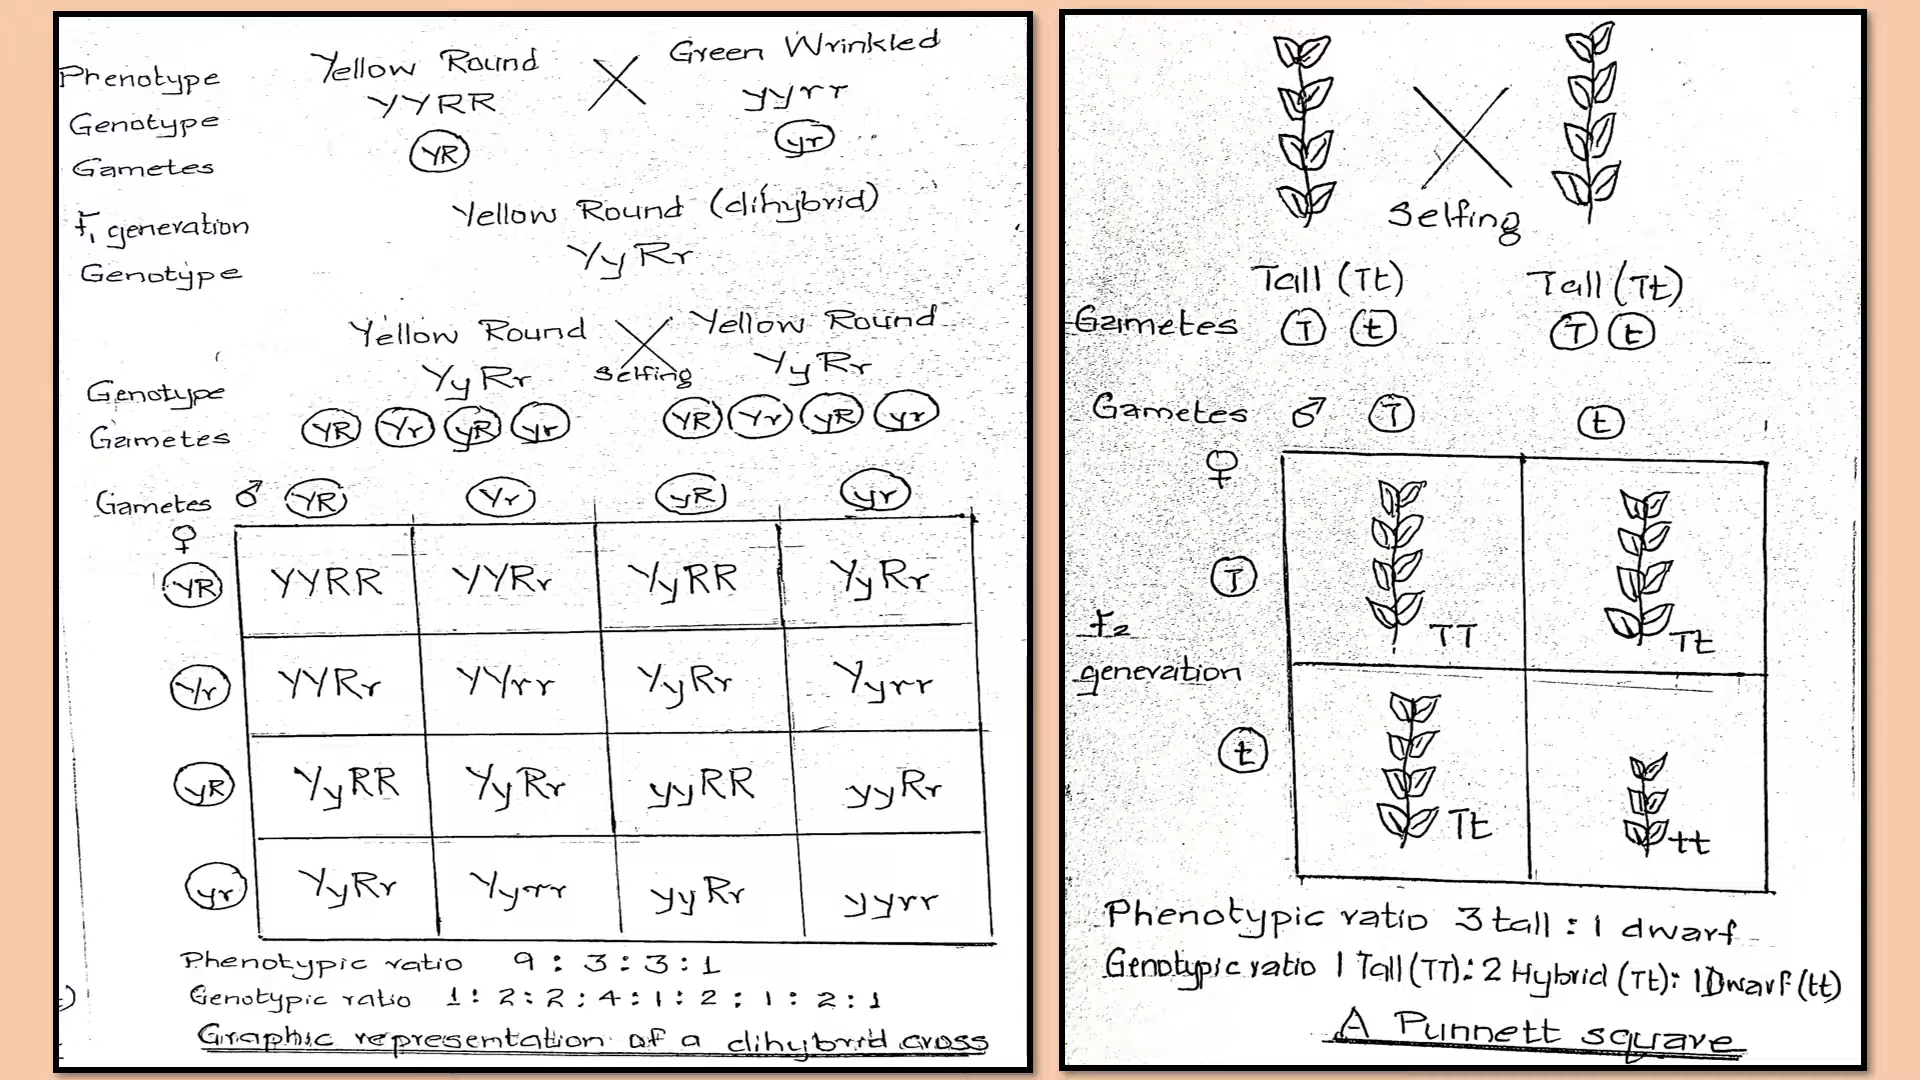 Phenotype Yellow Round X Green Wrinkled
Genotype YYRR yyrr
Gametes YR yr
F1 generation Yellow Round (dihybrid)
Genotype YyRr
Yellow Round X Yellow Round
Genotype YyRr Selfing YyRr
Gametes YR Yr yR yr YR Yr yR yr
Gametes ♂ YR Yr yR yr
♀
YR YYRR YYRr YyRR YyRr
Yr YYRr YYrr YyRr Yyrr
yR YyRR YyRr yyRR yyRr
yr YyRr Yyrr yyRr yyrr
Phenotypic ratio 9 : 3 : 3 : 1
Genotypic ratio 1 : 2 : 2 : 4 : 1 : 2 : 1 : 2 : 1
Graphic representation of a dihybrid cross
X
Selfing
Tall (Tt) Tall (Tt)
Gametes T t T t
Gametes ♂ T t
♀
T TT Tt
F2
generation
t Tt tt
Phenotypic ratio 3 tall : 1 dwarf
Genotypic ratio 1 Tall (TT) : 2 Hybrid (Tt) : 1 Dwarf (tt)
A Punnett square